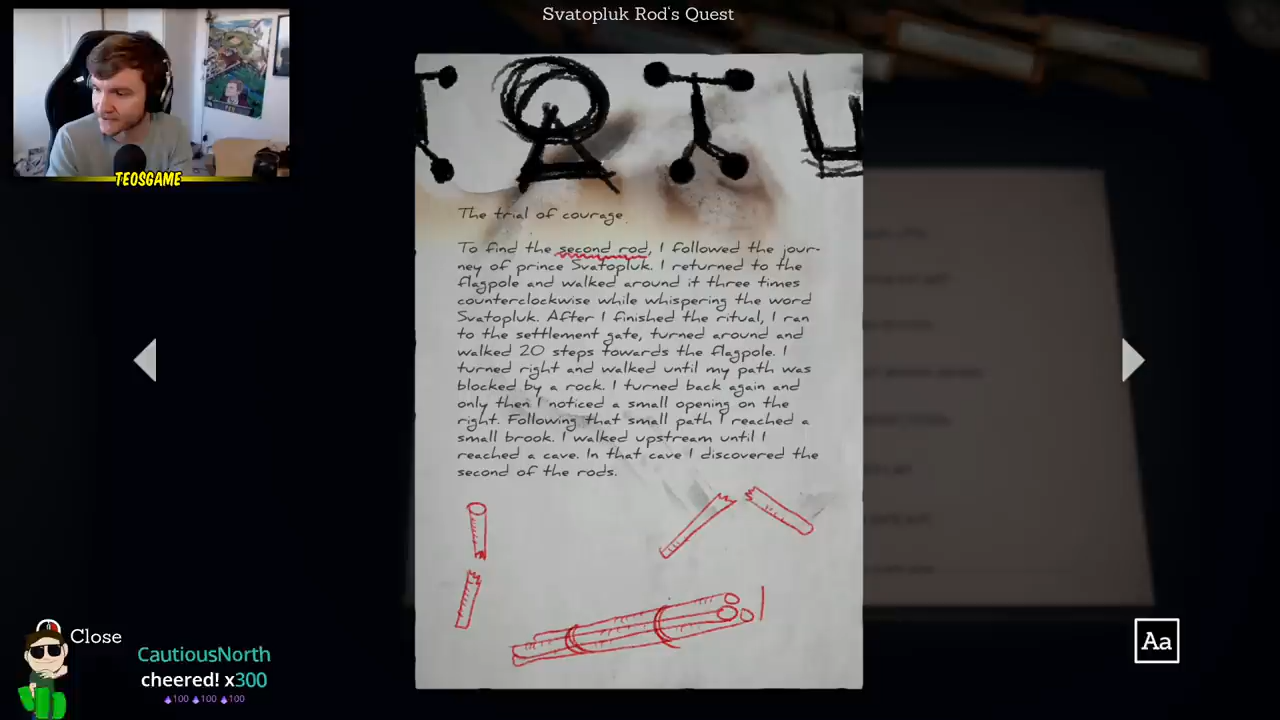 Svatopluk Rod's Quest
TEOSGAME
The trial of courage.
To find the second rod, I followed the jour-
ney of prince Svatopluk. I returned to the
flagpole and walked around it three times
counterclockwise while whispering the word
Svatopluk. After I finished the ritual, I ran
to the settlement gate, turned around and
walked 20 steps towards the flagpole. I
turned right and walked until my path was
blocked by a rock. I turned back again and
only then I noticed a small opening on the
right. Following that small path I reached a
small brook. I walked upstream until I
reached a cave. In that cave I discovered the
second of the rods.
Close
CautiousNorth
cheered! x300
100 100 100
Aa